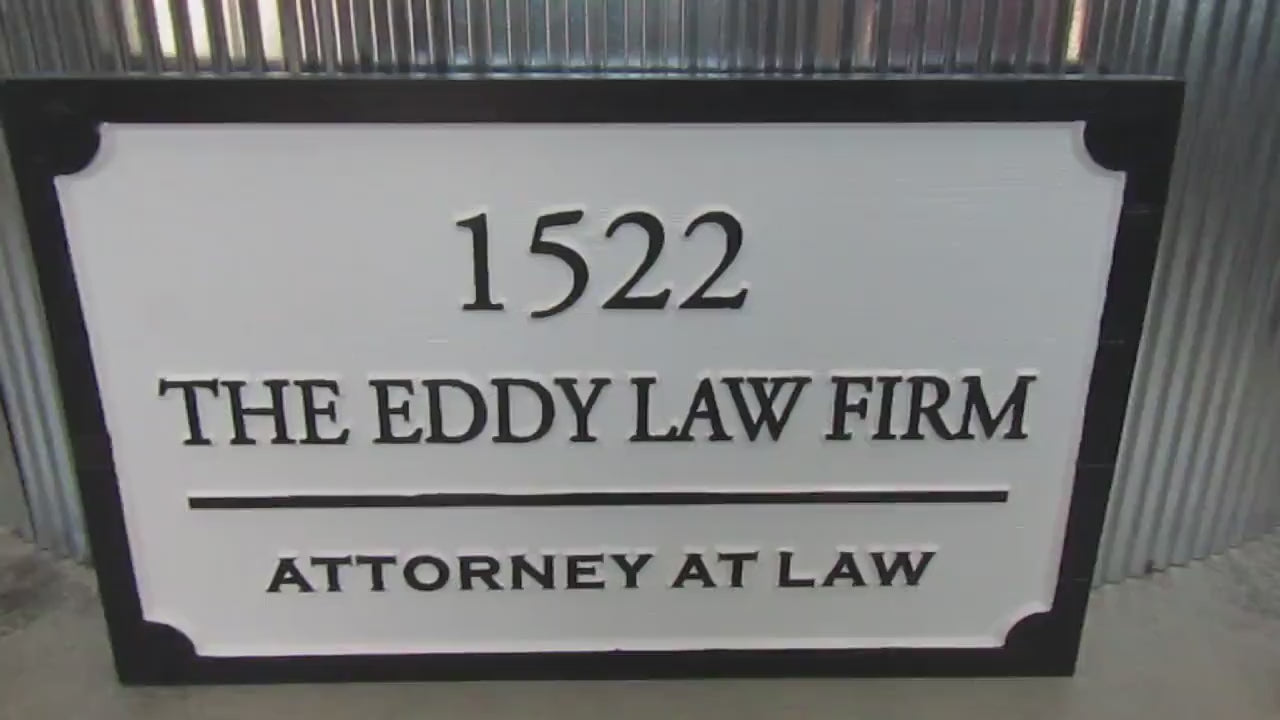 1522
THE EDDY LAW FIRM
ATTORNEY AT LAW